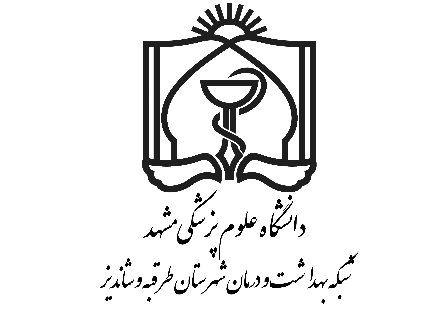 دانشگاه علوم پزشکی مشهد
شبکه بهداشت و درمان شهرستان طرقبه و شاندیز